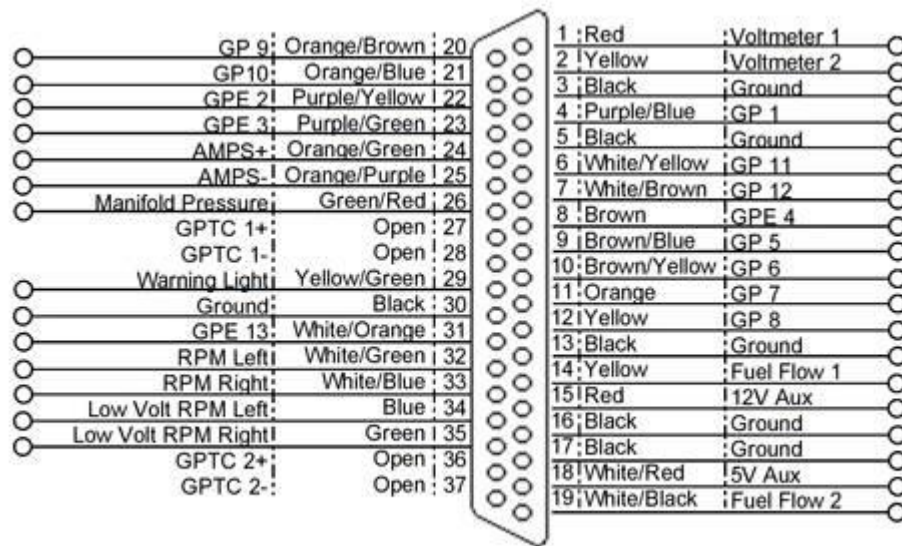 GP 9 Orange/Brown 20
GP10 Orange/Blue 21
GPE 2 Purple/Yellow 22
GPE 3 Purple/Green 23
AMPS+ Orange/Green 24
AMPS- Orange/Purple 25
Manifold Pressure Green/Red 26
GPTC 1+ Open 27
GPTC 1- Open 28
Warning Light Yellow/Green 29
Ground Black 30
GPE 13 White/Orange 31
RPM Left White/Green 32
RPM Right White/Blue 33
Low Volt RPM Left Blue 34
Low Volt RPM Right Green 35
GPTC 2+ Open 36
GPTC 2- Open 37
1 Red Voltmeter 1
2 Yellow Voltmeter 2
3 Black Ground
4 Purple/Blue GP 1
5 Black Ground
6 White/Yellow GP 11
7 White/Brown GP 12
8 Brown GPE 4
9 Brown/Blue GP 5
10 Brown/Yellow GP 6
11 Orange GP 7
12 Yellow GP 8
13 Black Ground
14 Yellow Fuel Flow 1
15 Red 12V Aux
16 Black Ground
17 Black Ground
18 White/Red 5V Aux
19 White/Black Fuel Flow 2